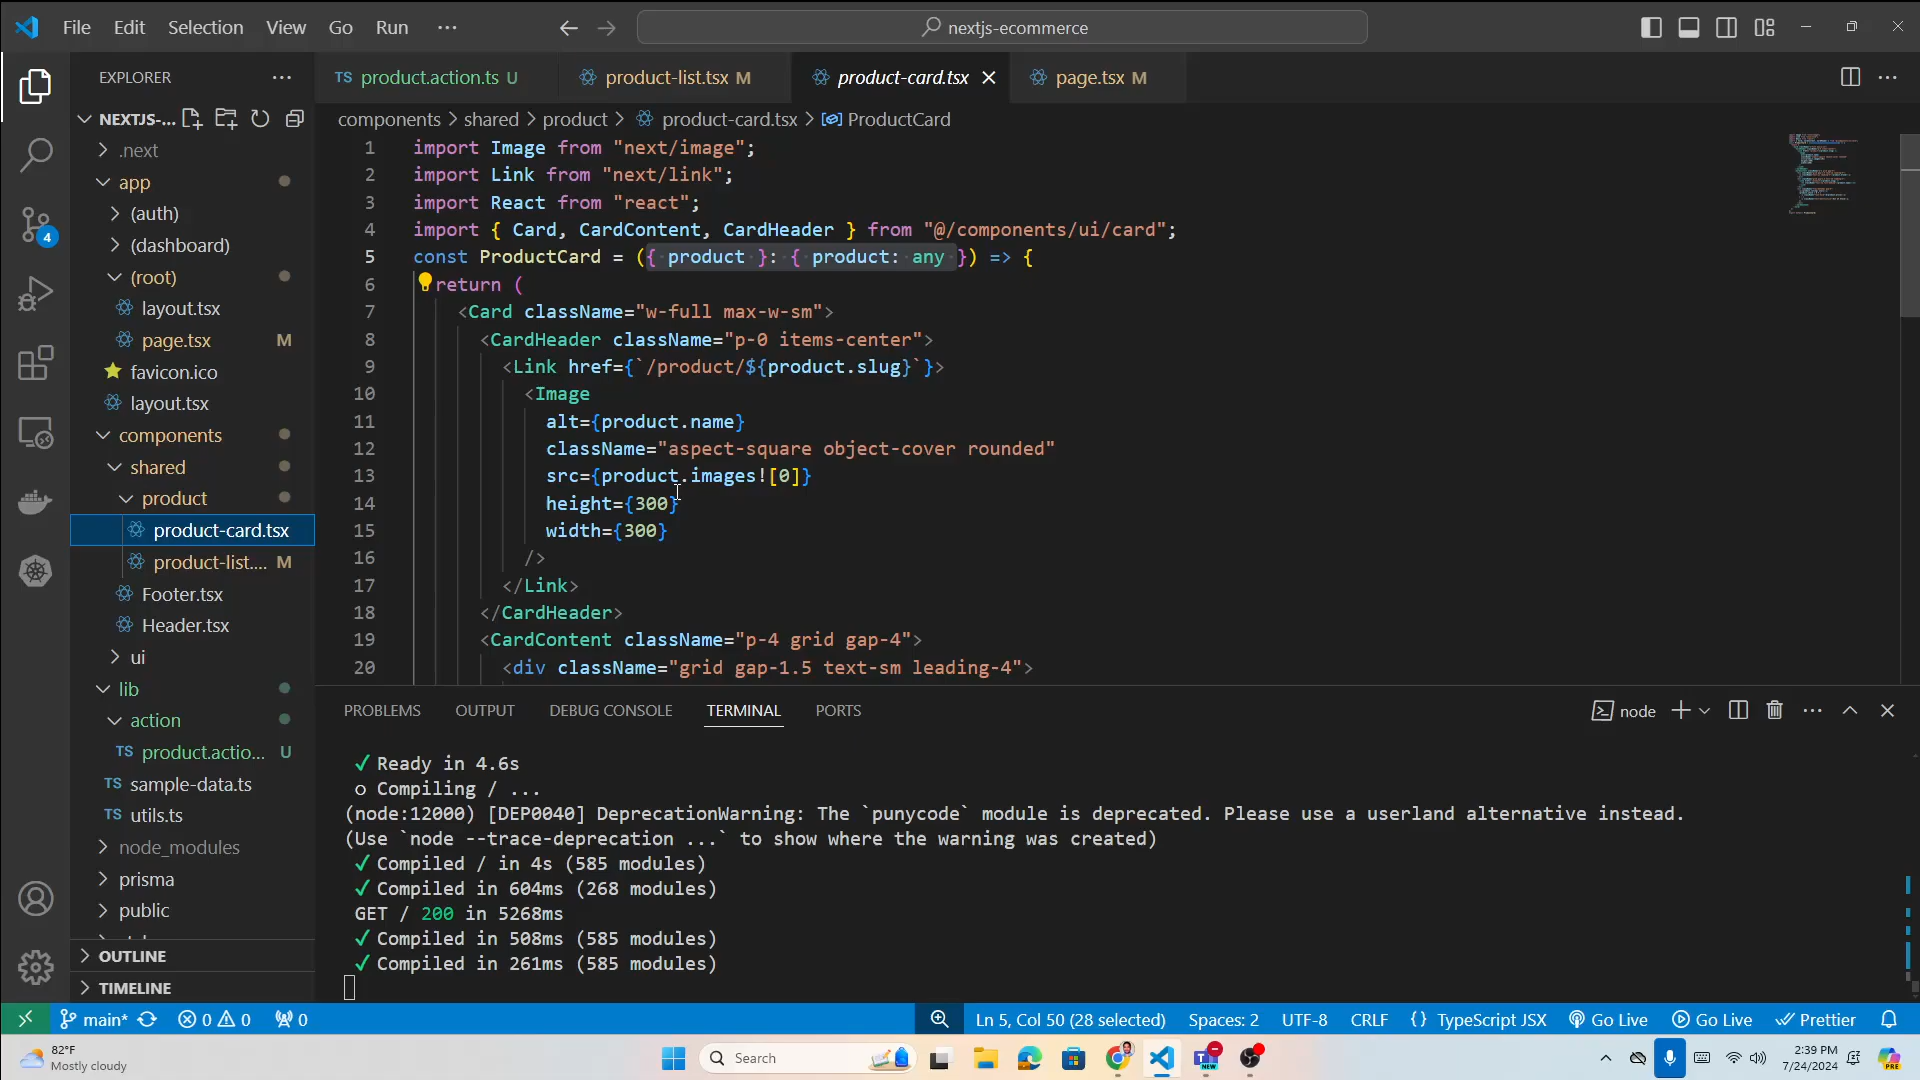 File Edit Selection View Go Run ···
nextjs-ecommerce
EXPLORER
NEXTJS-...
.next
app
(auth)
(dashboard)
(root)
layout.tsx
page.tsx M
favicon.ico
layout.tsx
components
shared
product
product-card.tsx
product-list.... M
Footer.tsx
Header.tsx
ui
lib
action
TS product.actio... U
TS sample-data.ts
TS utils.ts
node_modules
prisma
public
OUTLINE
TIMELINE
TS product.action.ts U
product-list.tsx M
product-card.tsx
page.tsx M
components > shared > product > product-card.tsx > ProductCard
1 import Image from "next/image";
2 import Link from "next/link";
3 import React from "react";
4 import { Card, CardContent, CardHeader } from "@/components/ui/card";
5 const ProductCard = ({ product }: { product: any }) => {
6 return (
7 <Card className="w-full max-w-sm">
8 <CardHeader className="p-0 items-center">
9 <Link href={`/product/${product.slug}`}>
10 <Image
11 alt={product.name}
12 className="aspect-square object-cover rounded"
13 src={product.images![0]}
14 height={300}
15 width={300}
16 />
17 </Link>
18 </CardHeader>
19 <CardContent className="p-4 grid gap-4">
20 <div className="grid gap-1.5 text-sm leading-4">
PROBLEMS OUTPUT DEBUG CONSOLE TERMINAL PORTS
node
✓ Ready in 4.6s
o Compiling / ...
(node:12000) [DEP0040] DeprecationWarning: The `punycode` module is deprecated. Please use a userland alternative instead.
(Use `node --trace-deprecation ...` to show where the warning was created)
✓ Compiled / in 4s (585 modules)
✓ Compiled in 604ms (268 modules)
GET / 200 in 5268ms
✓ Compiled in 508ms (585 modules)
✓ Compiled in 261ms (585 modules)
4
main* 0 0 0
Ln 5, Col 50 (28 selected) Spaces: 2 UTF-8 CRLF {} TypeScript JSX Go Live Go Live Prettier
82°F
Mostly cloudy
Search
NEW
2:39 PM
7/24/2024
PRE